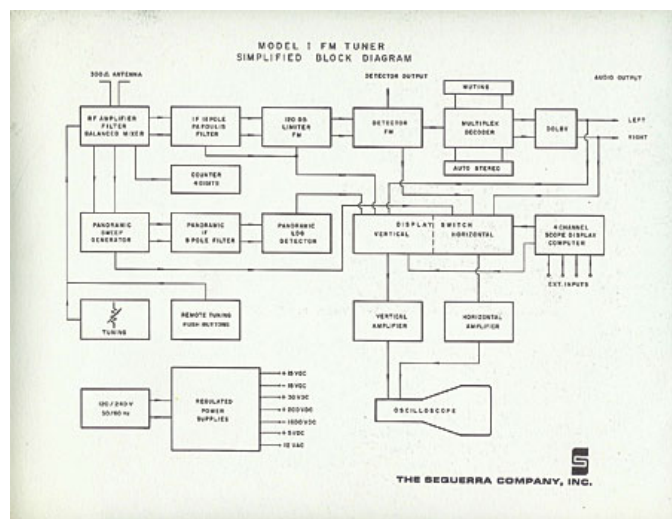 MODEL I FM TUNER
SIMPLIFIED BLOCK DIAGRAM
300Ω ANTENNA
DETECTOR OUTPUT
AUDIO OUTPUT
MUTING
RF AMPLIFIER
FILTER
BALANCED MIXER
IF 18 POLE
PAPOULIS
FILTER
120 DB
LIMITER
FM
DETECTOR
FM
MULTIPLEX
DECODER
DOLBY
LEFT
RIGHT
AUTO STEREO
COUNTER
4 DIGITS
PANORAMIC
SWEEP
GENERATOR
PANORAMIC
IF
POLE FILTER
PANORAMIC
LOG
DETECTOR
DISPLAY SWITCH
VERTICAL HORIZONTAL
4 CHANNEL
SCOPE DISPLAY
COMPUTER
EXT. INPUTS
TUNING
REMOTE TUNING
PUSH BUTTONS
VERTICAL
AMPLIFIER
HORIZONTAL
AMPLIFIER
120/240 V
50/60 Hz
REGULATED
POWER
SUPPLIES
+ 15 VDC
- 15 VDC
+ 30 VDC
+ 200 VDC
- 1500 VDC
+ 5 VDC
12 VAC
OSCILLOSCOPE
S
THE SEQUERRA COMPANY, INC.